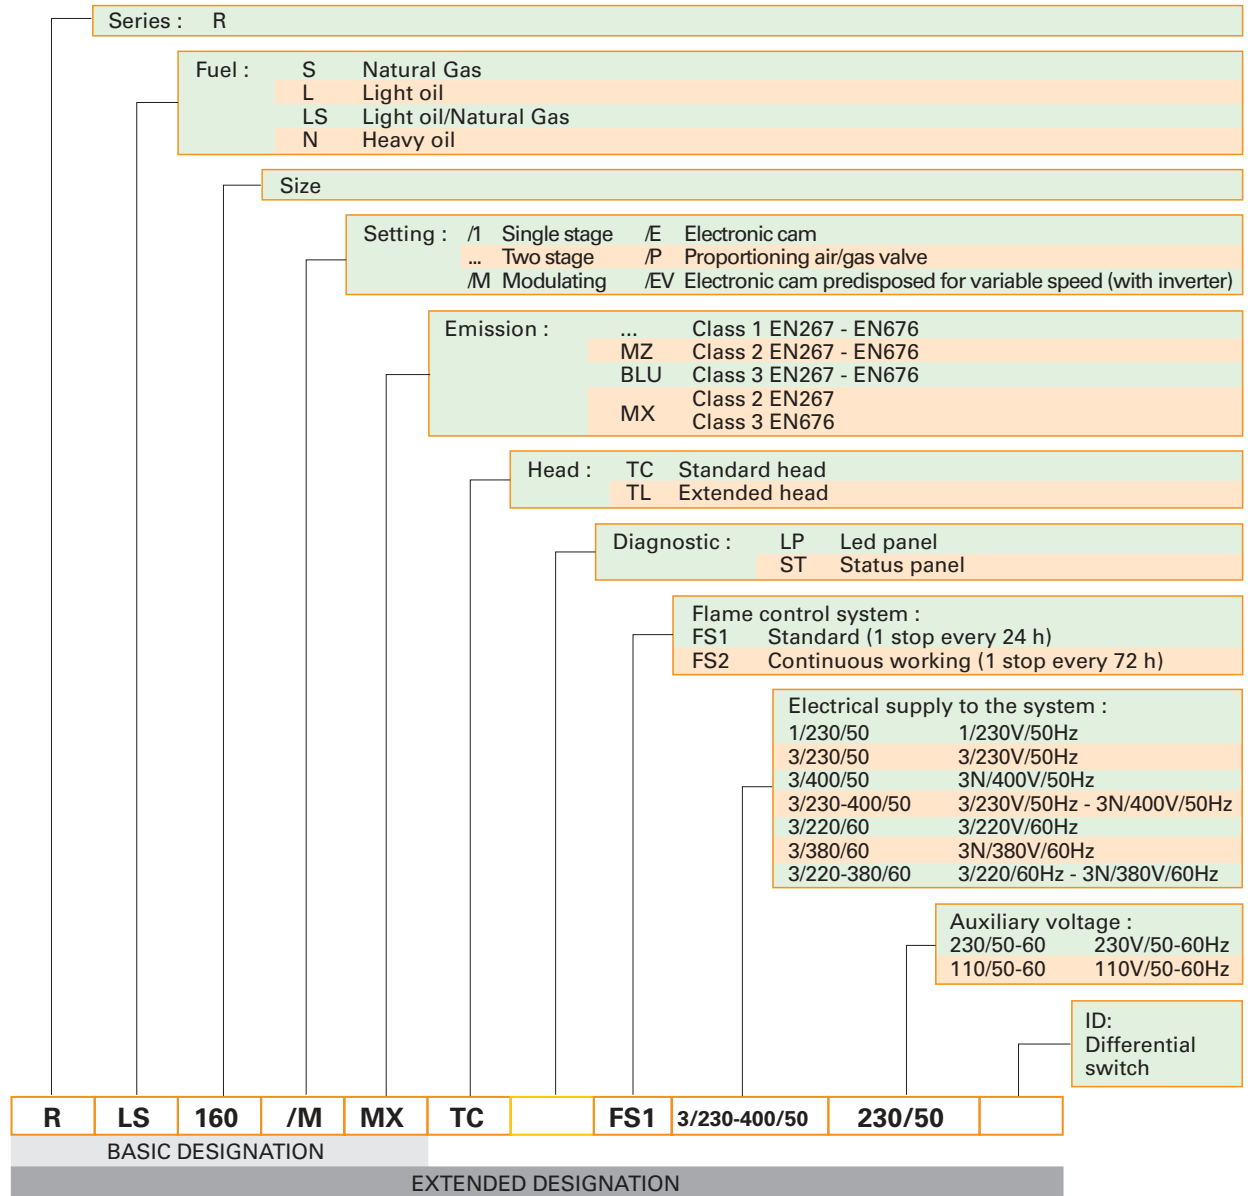 Series : R
Fuel : S Natural Gas
L Light oil
LS Light oil/Natural Gas
N Heavy oil
Size
Setting : /1 Single stage /E Electronic cam
... Two stage /P Proportioning air/gas valve
/M Modulating /EV Electronic cam predisposed for variable speed (with inverter)
Emission : ... Class 1 EN267 - EN676
MZ Class 2 EN267 - EN676
BLU Class 3 EN267 - EN676
MX Class 2 EN267
Class 3 EN676
Head : TC Standard head
TL Extended head
Diagnostic : LP Led panel
ST Status panel
Flame control system :
FS1 Standard (1 stop every 24 h)
FS2 Continuous working (1 stop every 72 h)
Electrical supply to the system :
1/230/50 1/230V/50Hz
3/230/50 3/230V/50Hz
3/400/50 3N/400V/50Hz
3/230-400/50 3/230V/50Hz - 3N/400V/50Hz
3/220/60 3/220V/60Hz
3/380/60 3N/380V/60Hz
3/220-380/60 3/220/60Hz - 3N/380V/60Hz
Auxiliary voltage :
230/50-60 230V/50-60Hz
110/50-60 110V/50-60Hz
ID:
Differential
switch
R LS 160 /M MX TC FS1 3/230-400/50 230/50
BASIC DESIGNATION
EXTENDED DESIGNATION